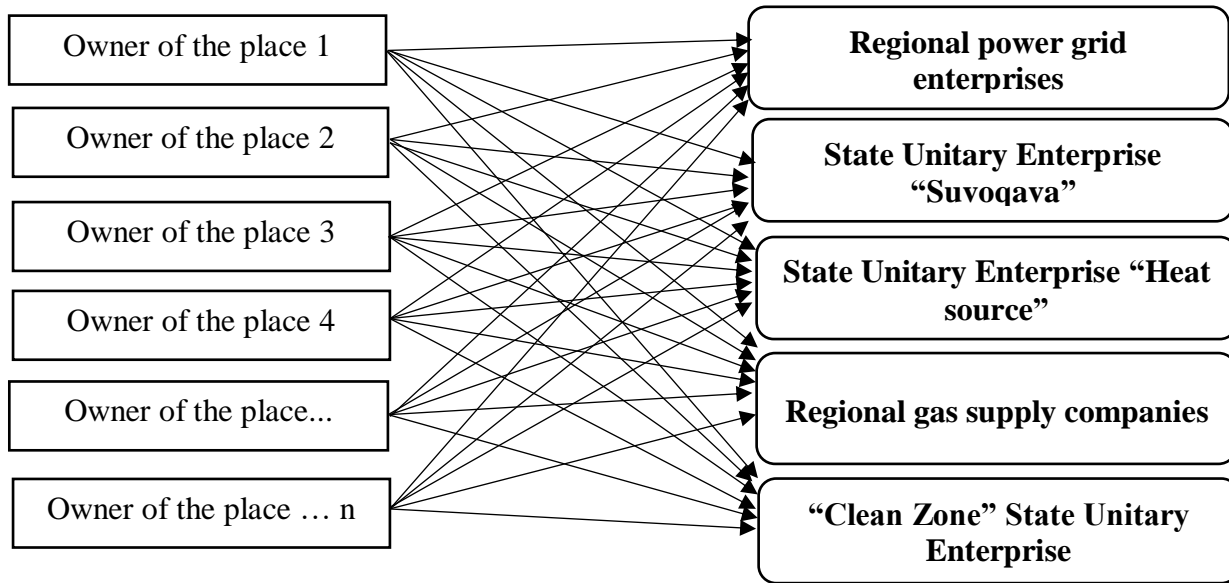 Owner of the place 1
Owner of the place 2
Owner of the place 3
Owner of the place 4
Owner of the place...
Owner of the place … n
Regional power grid
enterprises
State Unitary Enterprise
“Suvoqava”
State Unitary Enterprise “Heat
source”
Regional gas supply companies
“Clean Zone” State Unitary
Enterprise